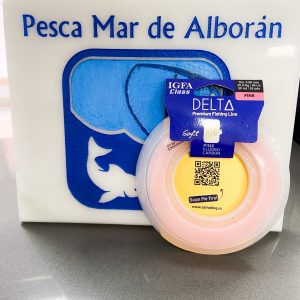 Pesca Mar de Alborán
IGFA
Class
DELTA
Premium Fishing Line
PINK
Soft
PINK
FLUORO
CARBON
Scan Me first!